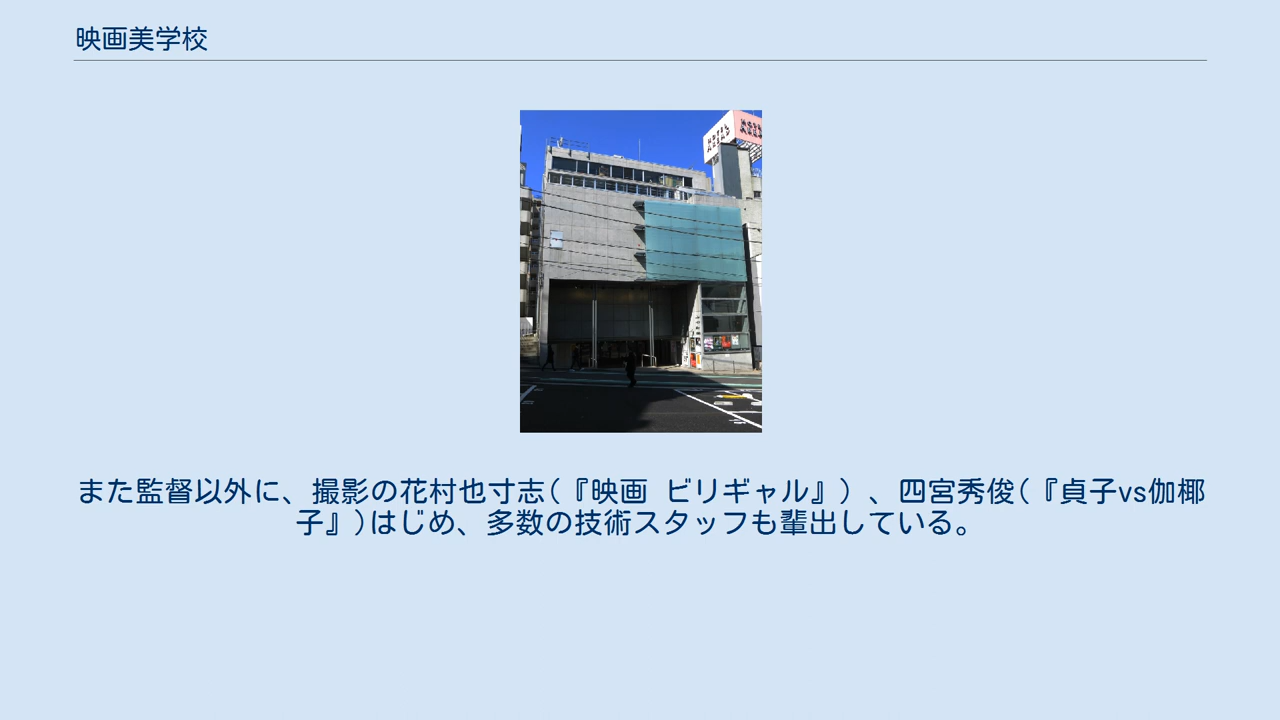 映画美学校
また監督以外に、撮影の花村也寸志(『映画 ビリギャル』) 、四宮秀俊(『貞子vs伽椰
子』)はじめ、多数の技術スタッフも輩出している。